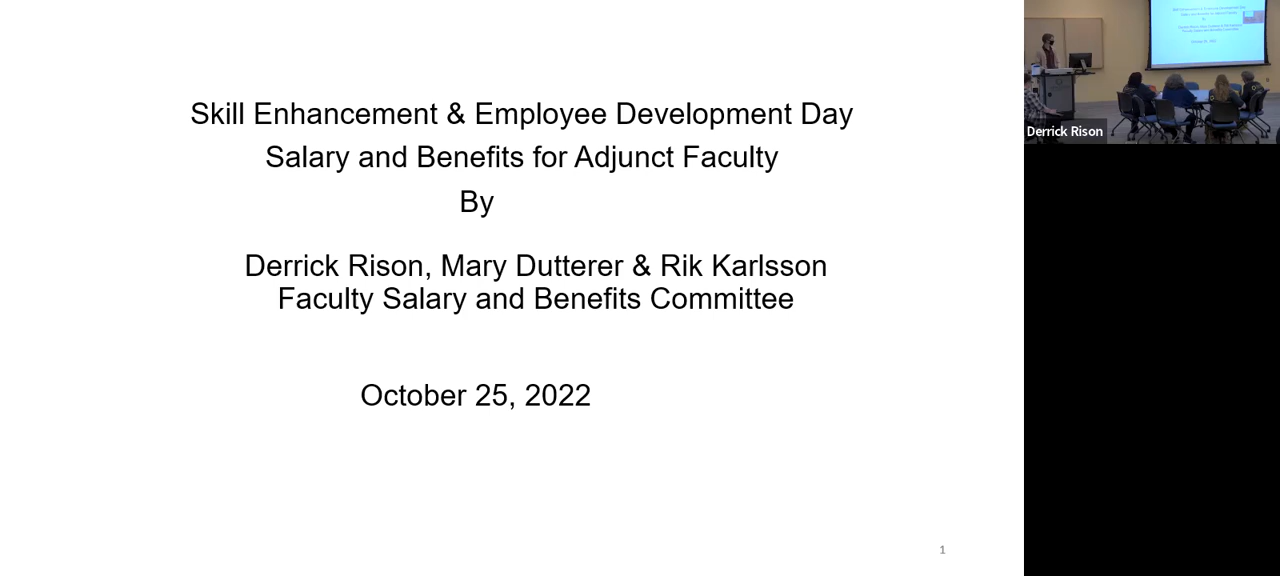 Skill Enhancement & Employee Development Day
Salary and Benefits for Adjunct Faculty
By
Derrick Rison, Mary Dutterer & Rik Karlsson
Faculty Salary and Benefits Committee
October 25, 2022
1
Derrick Rison